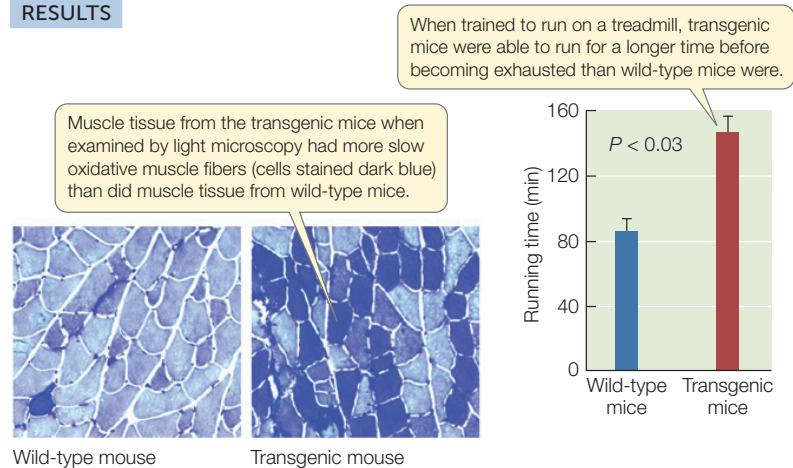 RESULTS
When trained to run on a treadmill, transgenic
mice were able to run for a longer time before
becoming exhausted than wild-type mice were.
Muscle tissue from the transgenic mice when
examined by light microscopy had more slow
oxidative muscle fibers (cells stained dark blue)
than did muscle tissue from wild-type mice.
Wild-type mouse
Transgenic mouse
Running time (min)
160
120
80
40
0
P < 0.03
Wild-type
mice
Transgenic
mice